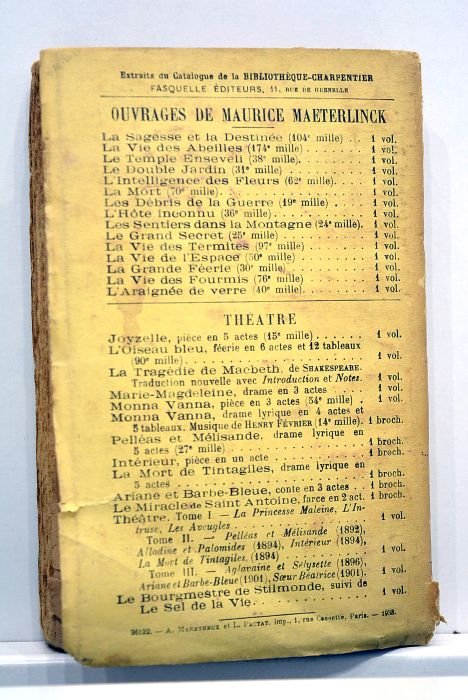 Extraits du Catalogue de la BIBLIOTHÈQUE-CHARPENTIER
FASQUELLE ÉDITEURS, 11, RUE DE GRENELLE
OUVRAGES DE MAURICE MAETERLINCK
La Sagesse et la Destinée (104e mille) . . 1 vol.
La Vie des Abeilles (174e mille) . . . . . 1 vol.
Le Temple Enseveli (38e mille). . . . . . 1 vol.
Le Double Jardin (31e mille) . . . . . . . 1 vol.
L'Intelligence des Fleurs (62e mille). . . . 1 vol.
La Mort (70e mille). . . . . . . . . . . . 1 vol.
Les Débris de la Guerre (19e mille) . . . . 1 vol.
L'Hôte inconnu (36e mille) . . . . . . . . 1 vol.
Les Sentiers dans la Montagne (24e mille). 1 vol.
Le Grand Secret (25e mille) . . . . . . . . 1 vol.
La Vie des Termites (97e mille) . . . . . . 1 vol.
La Vie de l'Espace (50e mille) . . . . . . . 1 vol.
La Grande Féerie (30e mille) . . . . . . . 1 vol.
La Vie des Fourmis (76e mille) . . . . . . 1 vol.
L'Araignée de verre (40e mille). . . . . . 1 vol.
THEATRE
Joyzelle, pièce en 5 actes (15e mille) . . . . . . 1 vol.
L'Oiseau bleu, féerie en 6 actes et 12 tableaux
(90e mille). . . . . . . . . . . . . . . . 1 vol.
La Tragédie de Macbeth, de SHAKESPEARE.
Traduction nouvelle avec Introduction et Notes. 1 vol.
Marie-Magdeleine, drame en 3 actes . . . . 1 vol.
Monna Vanna, pièce en 3 actes (54e mille) . 1 vol.
Monna Vanna, drame lyrique en 4 actes et
5 tableaux. Musique de HENRY FÉVRIER (14e mille). 1 broch.
Pelléas et Mélisande, drame lyrique en
5 actes (27e mille) . . . . . . . . . . . . 1 broch.
Intérieur, pièce en un acte . . . . . . . . 1 broch.
La Mort de Tintagiles, drame lyrique en
5 actes . . . . . . . . . . . . . . . . . 1 broch.
Ariane et Barbe-Bleue, conte en 3 actes . . 1 broch.
Le Miracle de Saint Antoine, farce en 2 act. 1 broch.
Théâtre. Tome I. — La Princesse Maleine, L'In-
truse, Les Aveugles . . . . . . . . . . . . 1 vol.
Tome II. — Pelléas et Mélisande (1892),
Alladine et Palomides (1894), Intérieur (1894),
La Mort de Tintagiles. (1894) . . . . . . . 1 vol.
Tome III. — Aglavaine et Sélysette (1896),
Ariane et Barbe-Bleue (1901), Sœur Béatrice (1901). 1 vol.
Le Bourgmestre de Stilmonde, suivi de
Le Sel de la Vie. . . . . . . . . . . . . . 1 vol.
26122. — A. MARETHEUX et L. PACTAT, imp., 1, rue Cassette, Paris. — 1933.